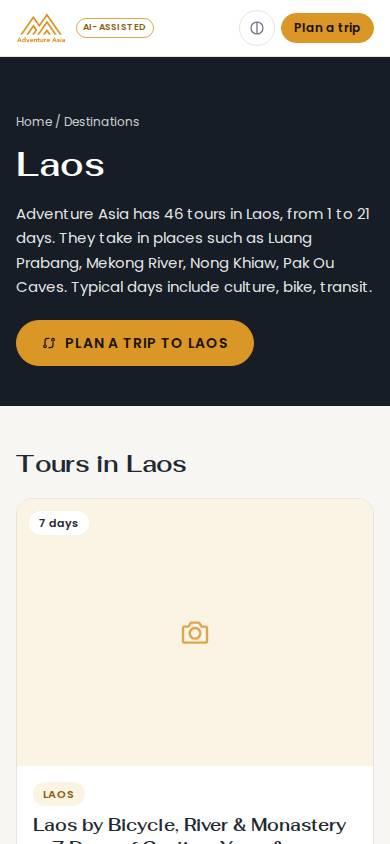 Adventure Asia
AI-ASSISTED
Plan a trip
Home / Destinations
Laos
Adventure Asia has 46 tours in Laos, from 1 to 21
days. They take in places such as Luang
Prabang, Mekong River, Nong Khiaw, Pak Ou
Caves. Typical days include culture, bike, transit.
PLAN A TRIP TO LAOS
Tours in Laos
7 days
LAOS
Laos by Bicycle, River & Monastery